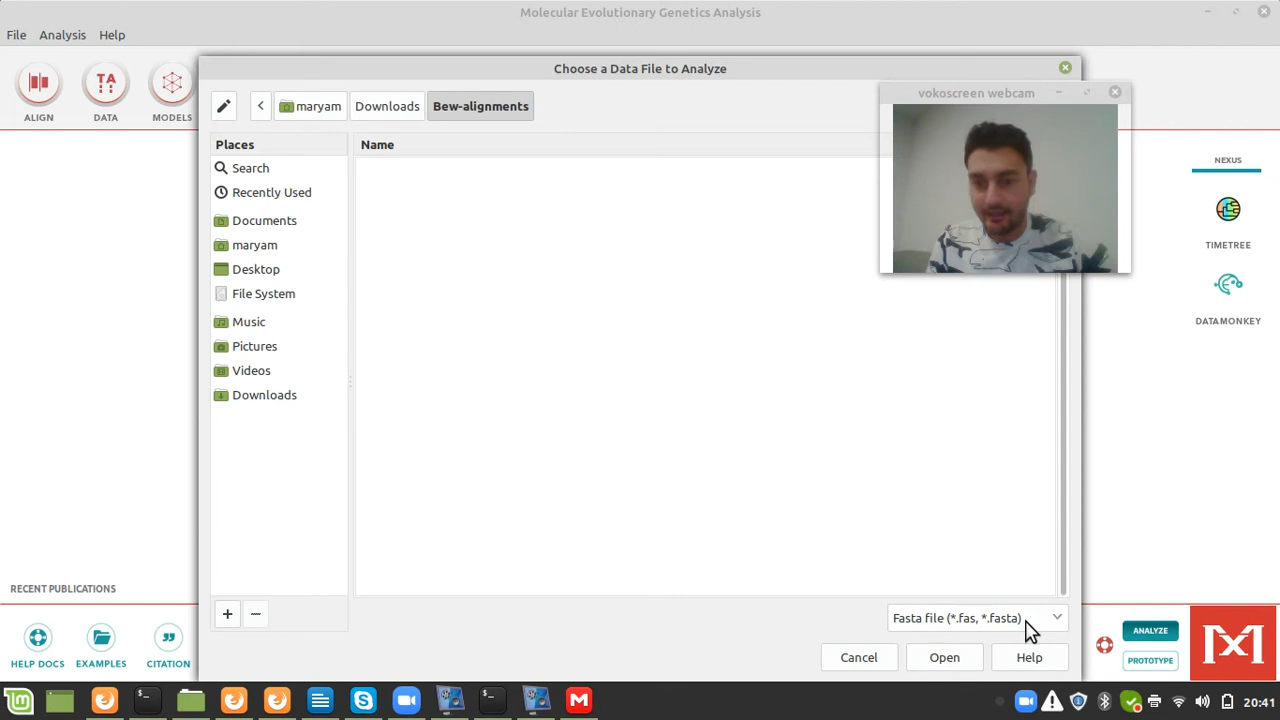 Molecular Evolutionary Genetics Analysis
File Analysis Help
Choose a Data File to Analyze
maryam Downloads Bew-alignments
vokoscreen webcam
TA
ALIGN DATA MODELS
Places
Name
Search
Recently Used
Documents
maryam
Desktop
File System
Music
Pictures
Videos
Downloads
NEXUS
TIMETREE
DATAMONKEY
RECENT PUBLICATIONS
Fasta file (*.fas, *.fasta)
Cancel Open Help
HELP DOCS EXAMPLES CITATION
ANALYZE
PROTOTYPE
20:41